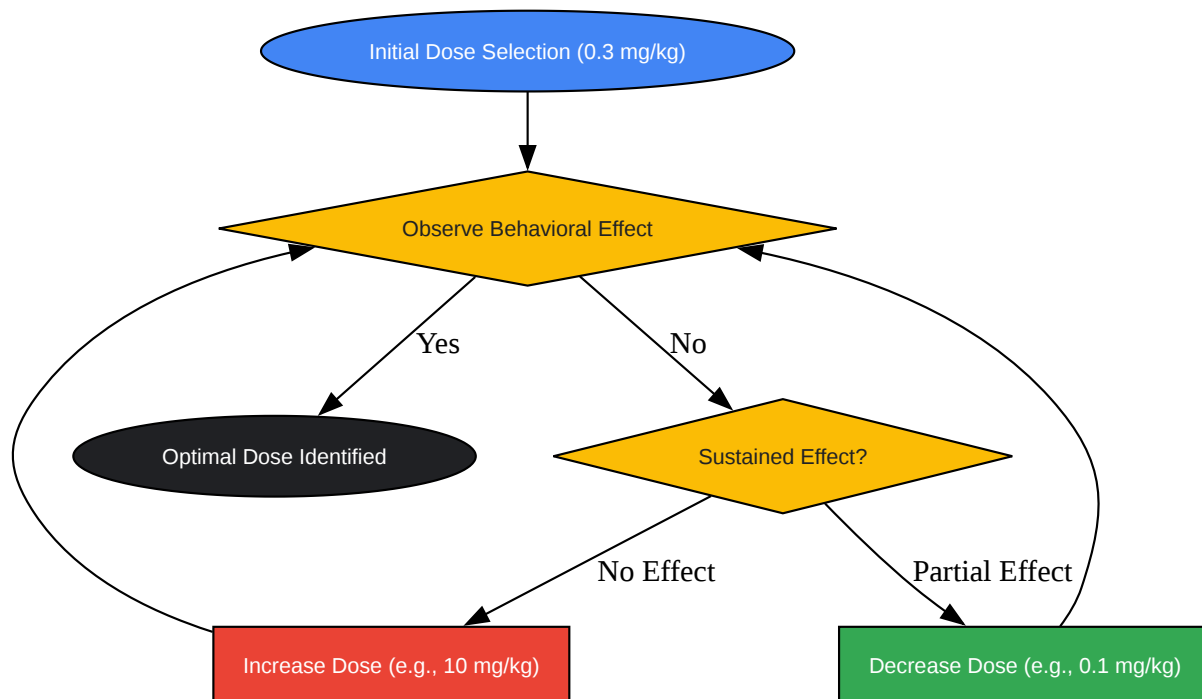 Initial Dose Selection (0.3 mg/kg)
Observe Behavioral Effect
Yes
No
Optimal Dose Identified
Sustained Effect?
No Effect
Partial Effect
Increase Dose (e.g., 10 mg/kg)
Decrease Dose (e.g., 0.1 mg/kg)